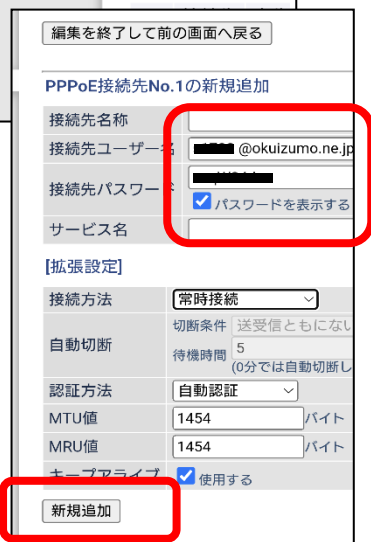 編集を終了して前の画面へ戻る
PPPoE接続先No.1の新規追加
接続先名称
接続先ユーザー名 @okuizumo.ne.jp
接続先パスワード
パスワードを表示する
サービス名
[拡張設定]
接続方法 常時接続
自動切断 切断条件 送受信ともにない
待機時間 5
(0分では自動切断し
認証方法 自動認証
MTU値 1454 バイト
MRU値 1454 バイト
キープアライブ 使用する
新規追加